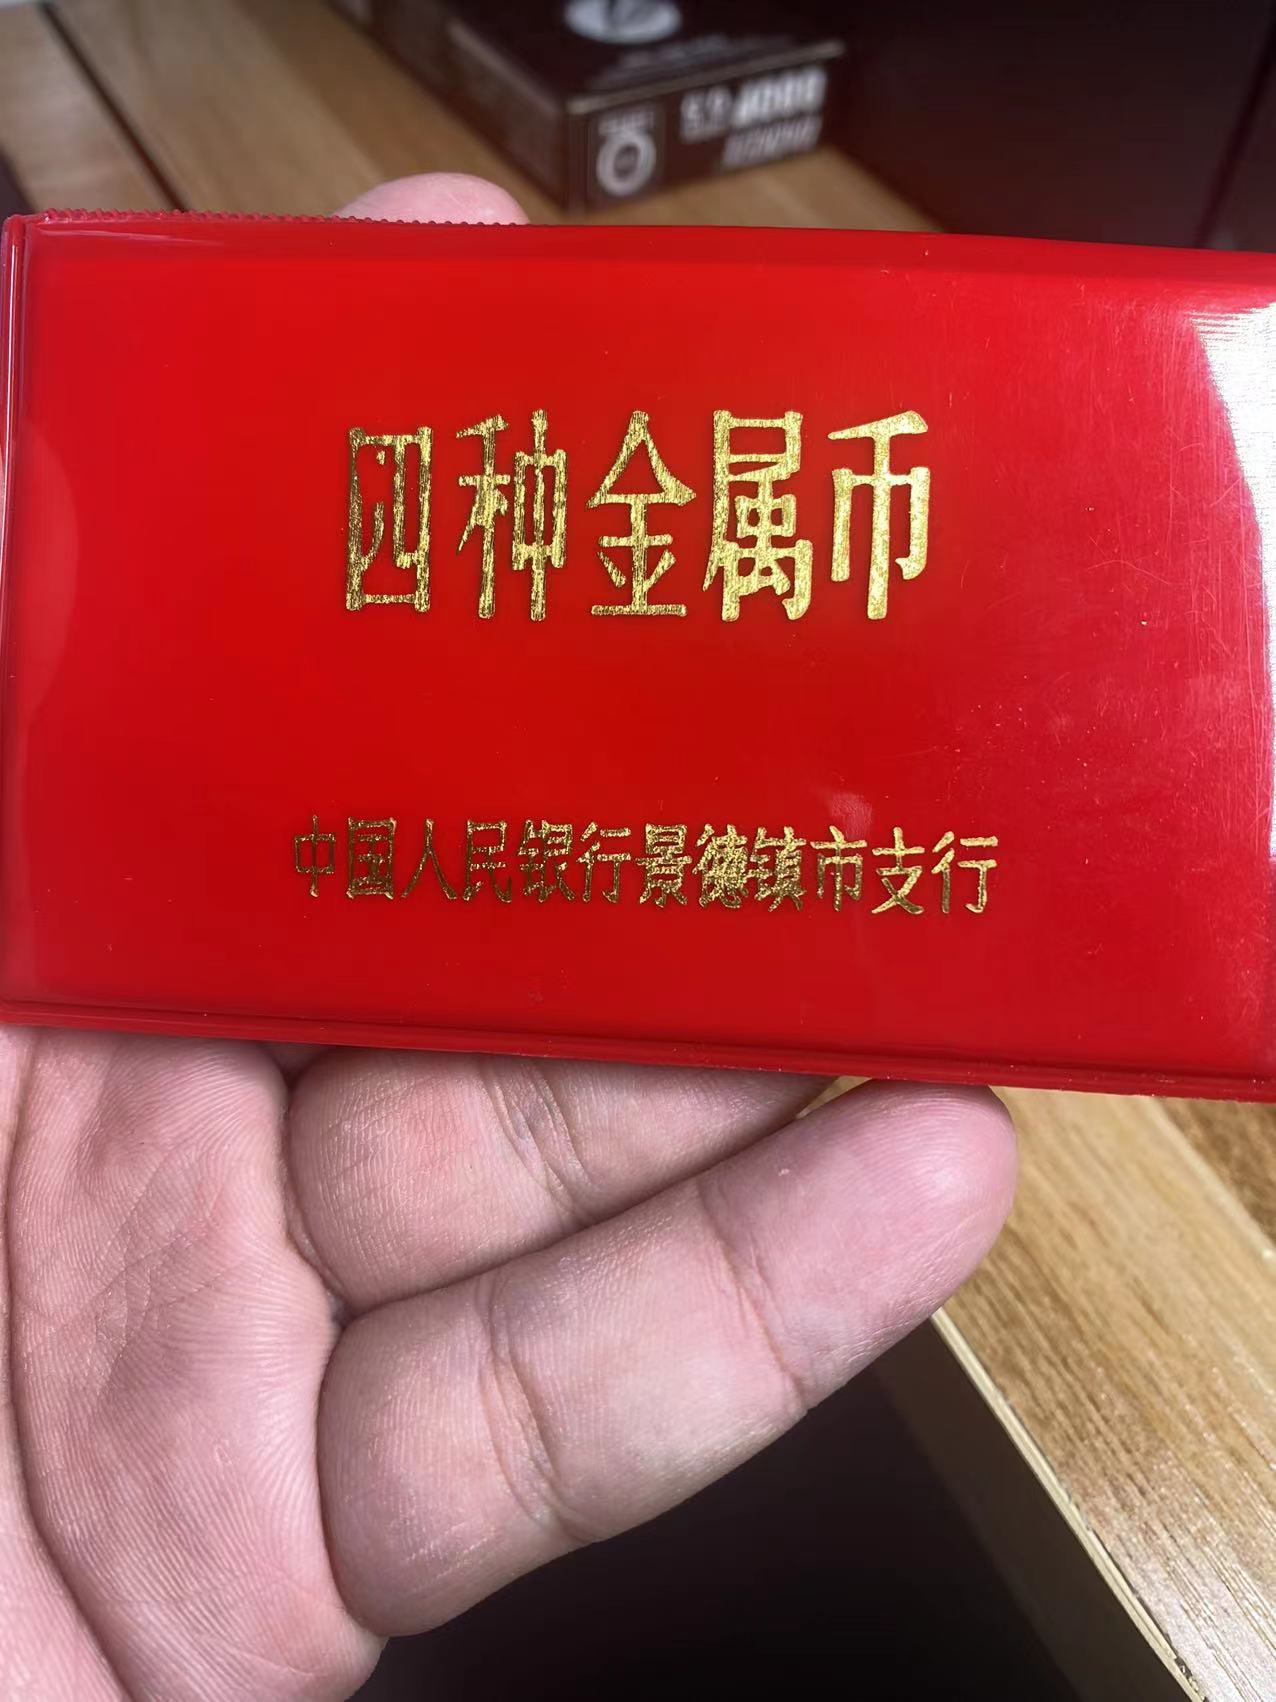 四种金属币
中国人民银行景德镇市支行